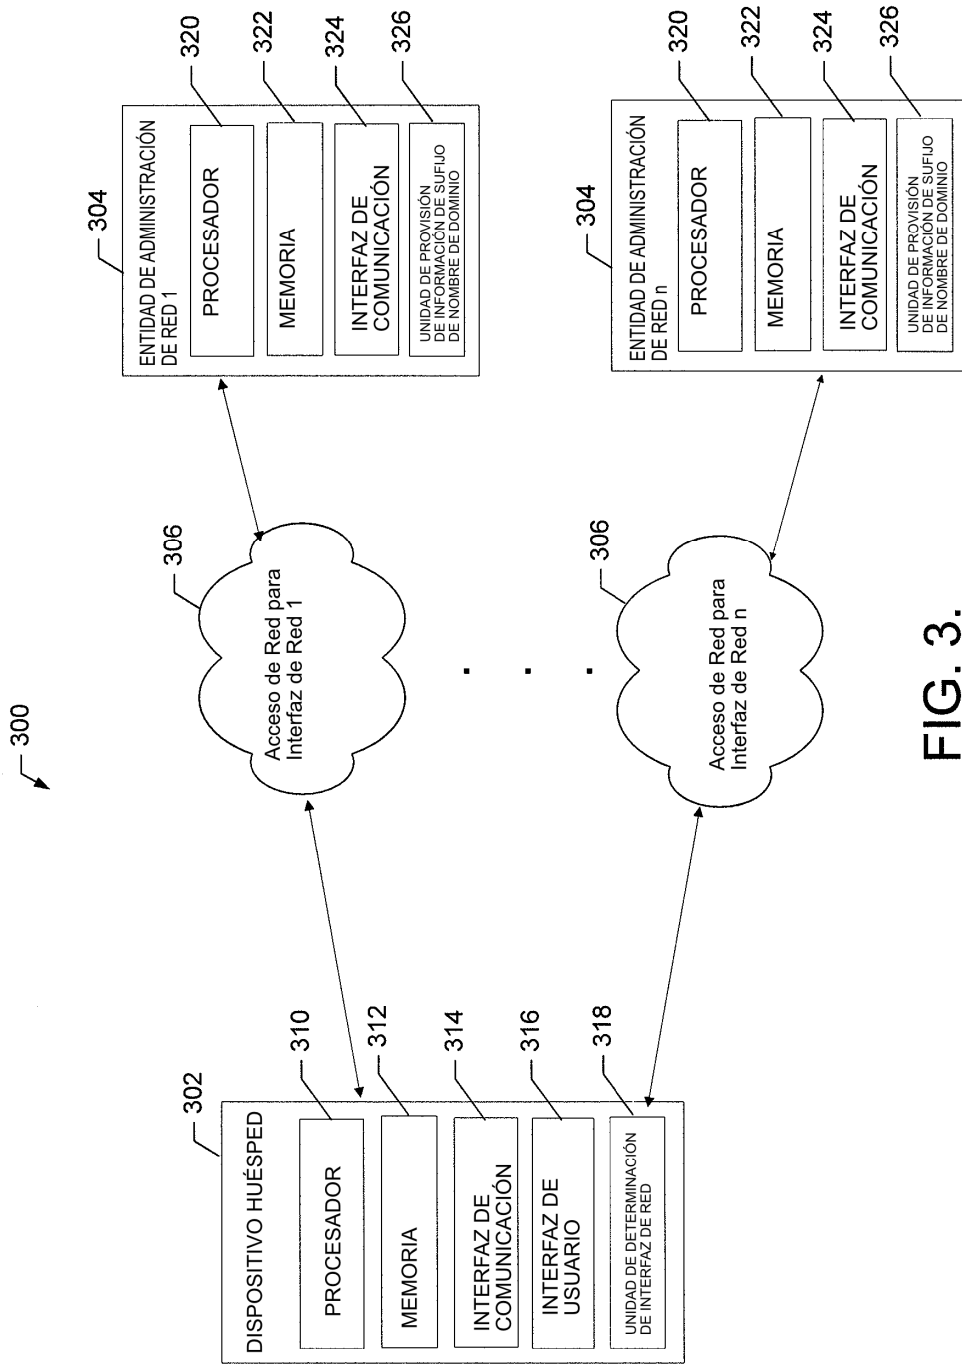 300
302
DISPOSITIVO HUÉSPED
PROCESADOR
310
MEMORIA
312
INTERFAZ DE
COMUNICACIÓN
314
INTERFAZ DE
USUARIO
316
UNIDAD DE DETERMINACIÓN
DE INTERFAZ DE RED
318
306
Acceso de Red para
Interfaz de Red 1
. . .
306
Acceso de Red para
Interfaz de Red n
304
ENTIDAD DE ADMINISTRACIÓN
DE RED 1
PROCESADOR
320
MEMORIA
322
INTERFAZ DE
COMUNICACIÓN
324
UNIDAD DE PROVISIÓN
DE INFORMACIÓN DE SUFIJO
DE NOMBRE DE DOMINIO
326
304
ENTIDAD DE ADMINISTRACIÓN
DE RED n
PROCESADOR
320
MEMORIA
322
INTERFAZ DE
COMUNICACIÓN
324
UNIDAD DE PROVISIÓN
DE INFORMACIÓN DE SUFIJO
DE NOMBRE DE DOMINIO
326
FIG. 3.